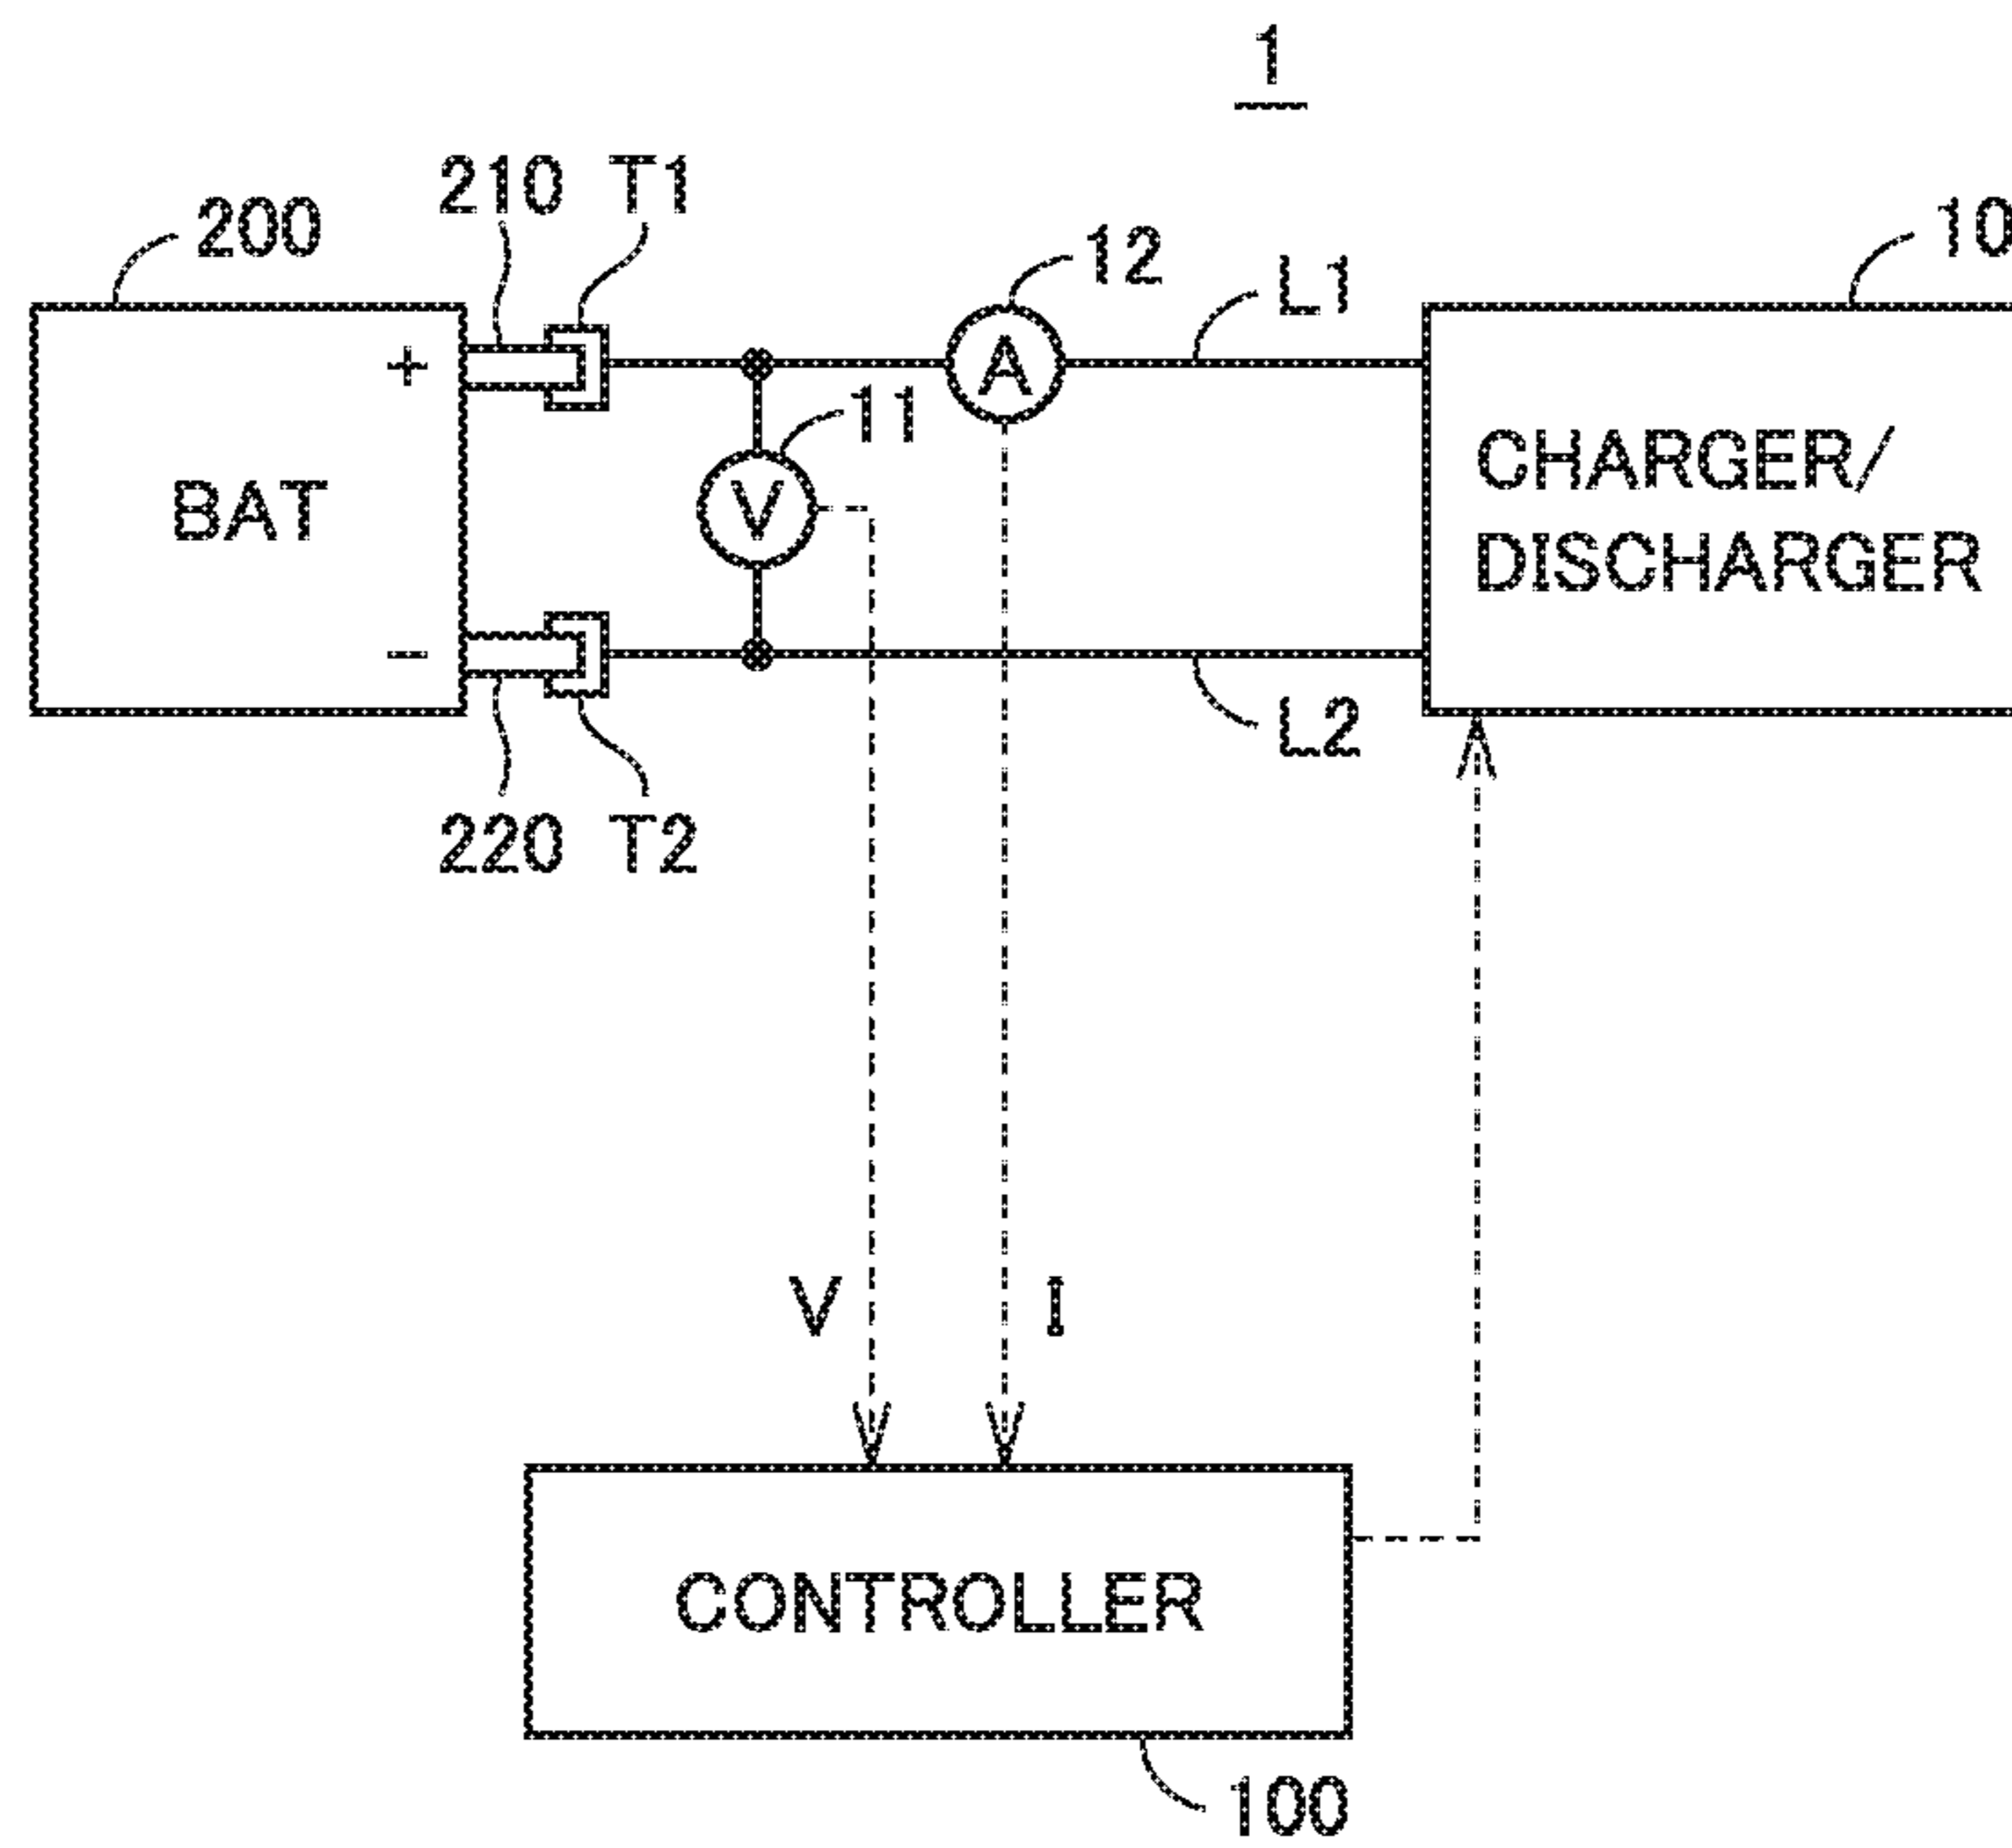 1
210 T1
200
12
L1
10
+
A
11
CHARGER/
DISCHARGER
BAT
V
-
L2
220 T2
V
I
CONTROLLER
100